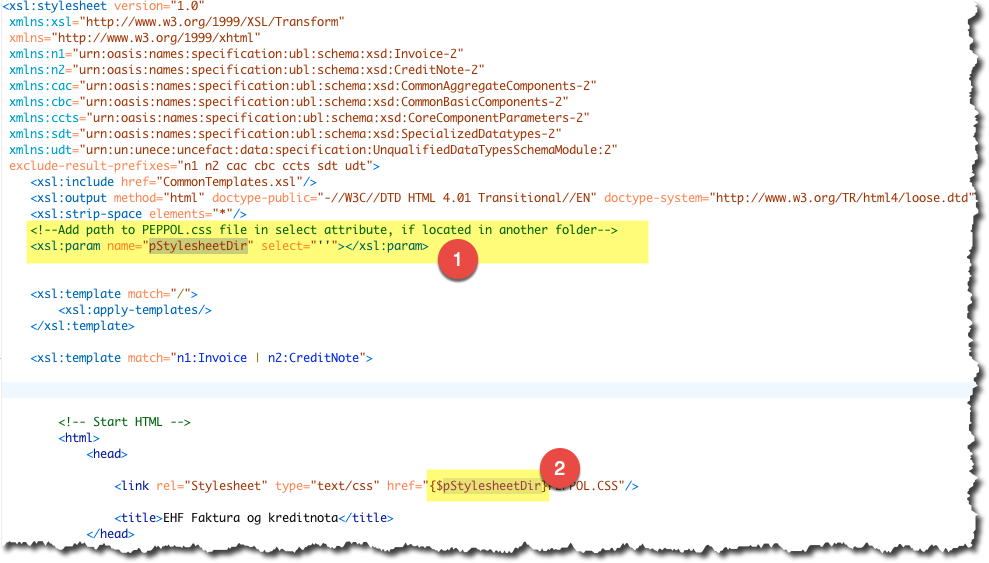 <xsl:stylesheet version="1.0"
xmlns:xsl="http://www.w3.org/1999/XSL/Transform"
xmlns="http://www.w3.org/1999/xhtml"
xmlns:n1="urn:oasis:names:specification:ubl:schema:xsd:Invoice-2"
xmlns:n2="urn:oasis:names:specification:ubl:schema:xsd:CreditNote-2"
xmlns:cac="urn:oasis:names:specification:ubl:schema:xsd:CommonAggregateComponents-2"
xmlns:cbc="urn:oasis:names:specification:ubl:schema:xsd:CommonBasicComponents-2"
xmlns:ccts="urn:oasis:names:specification:ubl:schema:xsd:CoreComponentParameters-2"
xmlns:sdt="urn:oasis:names:specification:ubl:schema:xsd:SpecializedDatatypes-2"
xmlns:udt="urn:un:unece:uncefact:data:specification:UnqualifiedDataTypesSchemaModule:2"
exclude-result-prefixes="n1 n2 cac cbc ccts sdt udt">
<xsl:include href="CommonTemplates.xsl"/>
<xsl:output method="html" doctype-public="-//W3C//DTD HTML 4.01 Transitional//EN" doctype-system="http://www.w3.org/TR/html4/loose.dtd"
<xsl:strip-space elements="*"/>
<!--Add path to PEPPOL.css file in select attribute, if located in another folder-->
<xsl:param name="pStylesheetDir" select="''"></xsl:param>
1
<xsl:template match="/">
<xsl:apply-templates/>
</xsl:template>
<xsl:template match="n1:Invoice | n2:CreditNote">
<!-- Start HTML -->
<html>
<head>
2
<link rel="Stylesheet" type="text/css" href="{$pStylesheetDir}PEPPOL.CSS"/>
<title>EHF Faktura og kreditnota</title>
</head>